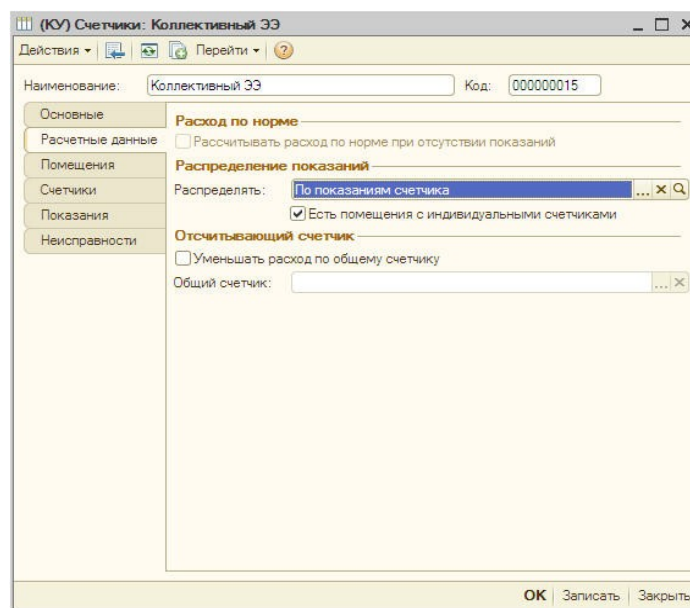 (КУ) Счетчики: Коллективный ЭЭ
Действия Перейти
Наименование: Коллективный ЭЭ Код: 000000015
Основные
Расчетные данные
Помещения
Счетчики
Показания
Неисправности
Расход по норме
Рассчитывать расход по норме при отсутствии показаний
Распределение показаний
Распределять: По показаниям счетчика
Есть помещения с индивидуальными счетчиками
Отсчитывающий счетчик
Уменьшать расход по общему счетчику
Общий счетчик:
OK Записать Закрыть